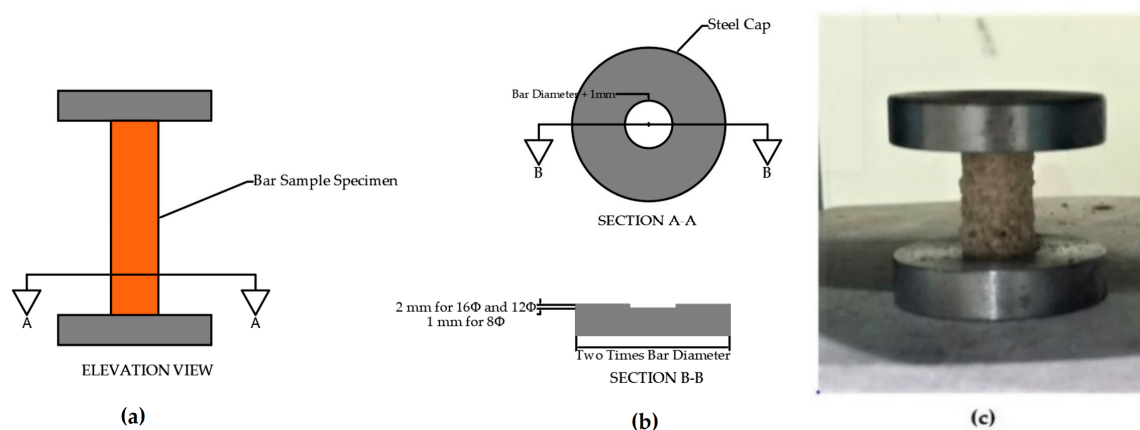 Bar Sample Specimen
A
A
ELEVATION VIEW
(a)
Steel Cap
Bar Diameter + 1mm
B
B
SECTION A-A
2 mm for 16Φ and 12Φ
1 mm for 8Φ
Two Times Bar Diameter
SECTION B-B
(b)
(c)